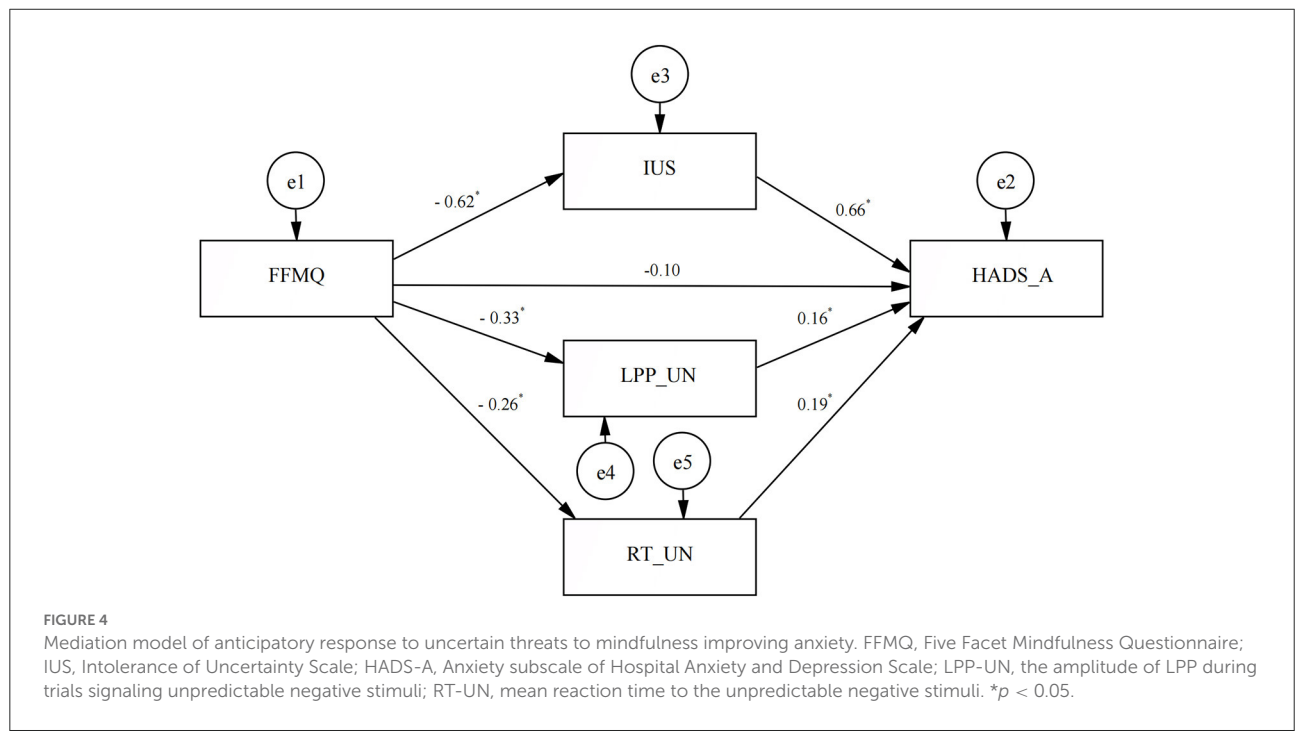 e3
IUS
e1
e2
- 0.62*
0.66*
FFMQ
-0.10
HADS_A
- 0.33*
0.16*
LPP_UN
- 0.26*
0.19*
e4
e5
RT_UN
FIGURE 4
Mediation model of anticipatory response to uncertain threats to mindfulness improving anxiety. FFMQ, Five Facet Mindfulness Questionnaire;
IUS, Intolerance of Uncertainty Scale; HADS-A, Anxiety subscale of Hospital Anxiety and Depression Scale; LPP-UN, the amplitude of LPP during
trials signaling unpredictable negative stimuli; RT-UN, mean reaction time to the unpredictable negative stimuli. *p < 0.05.